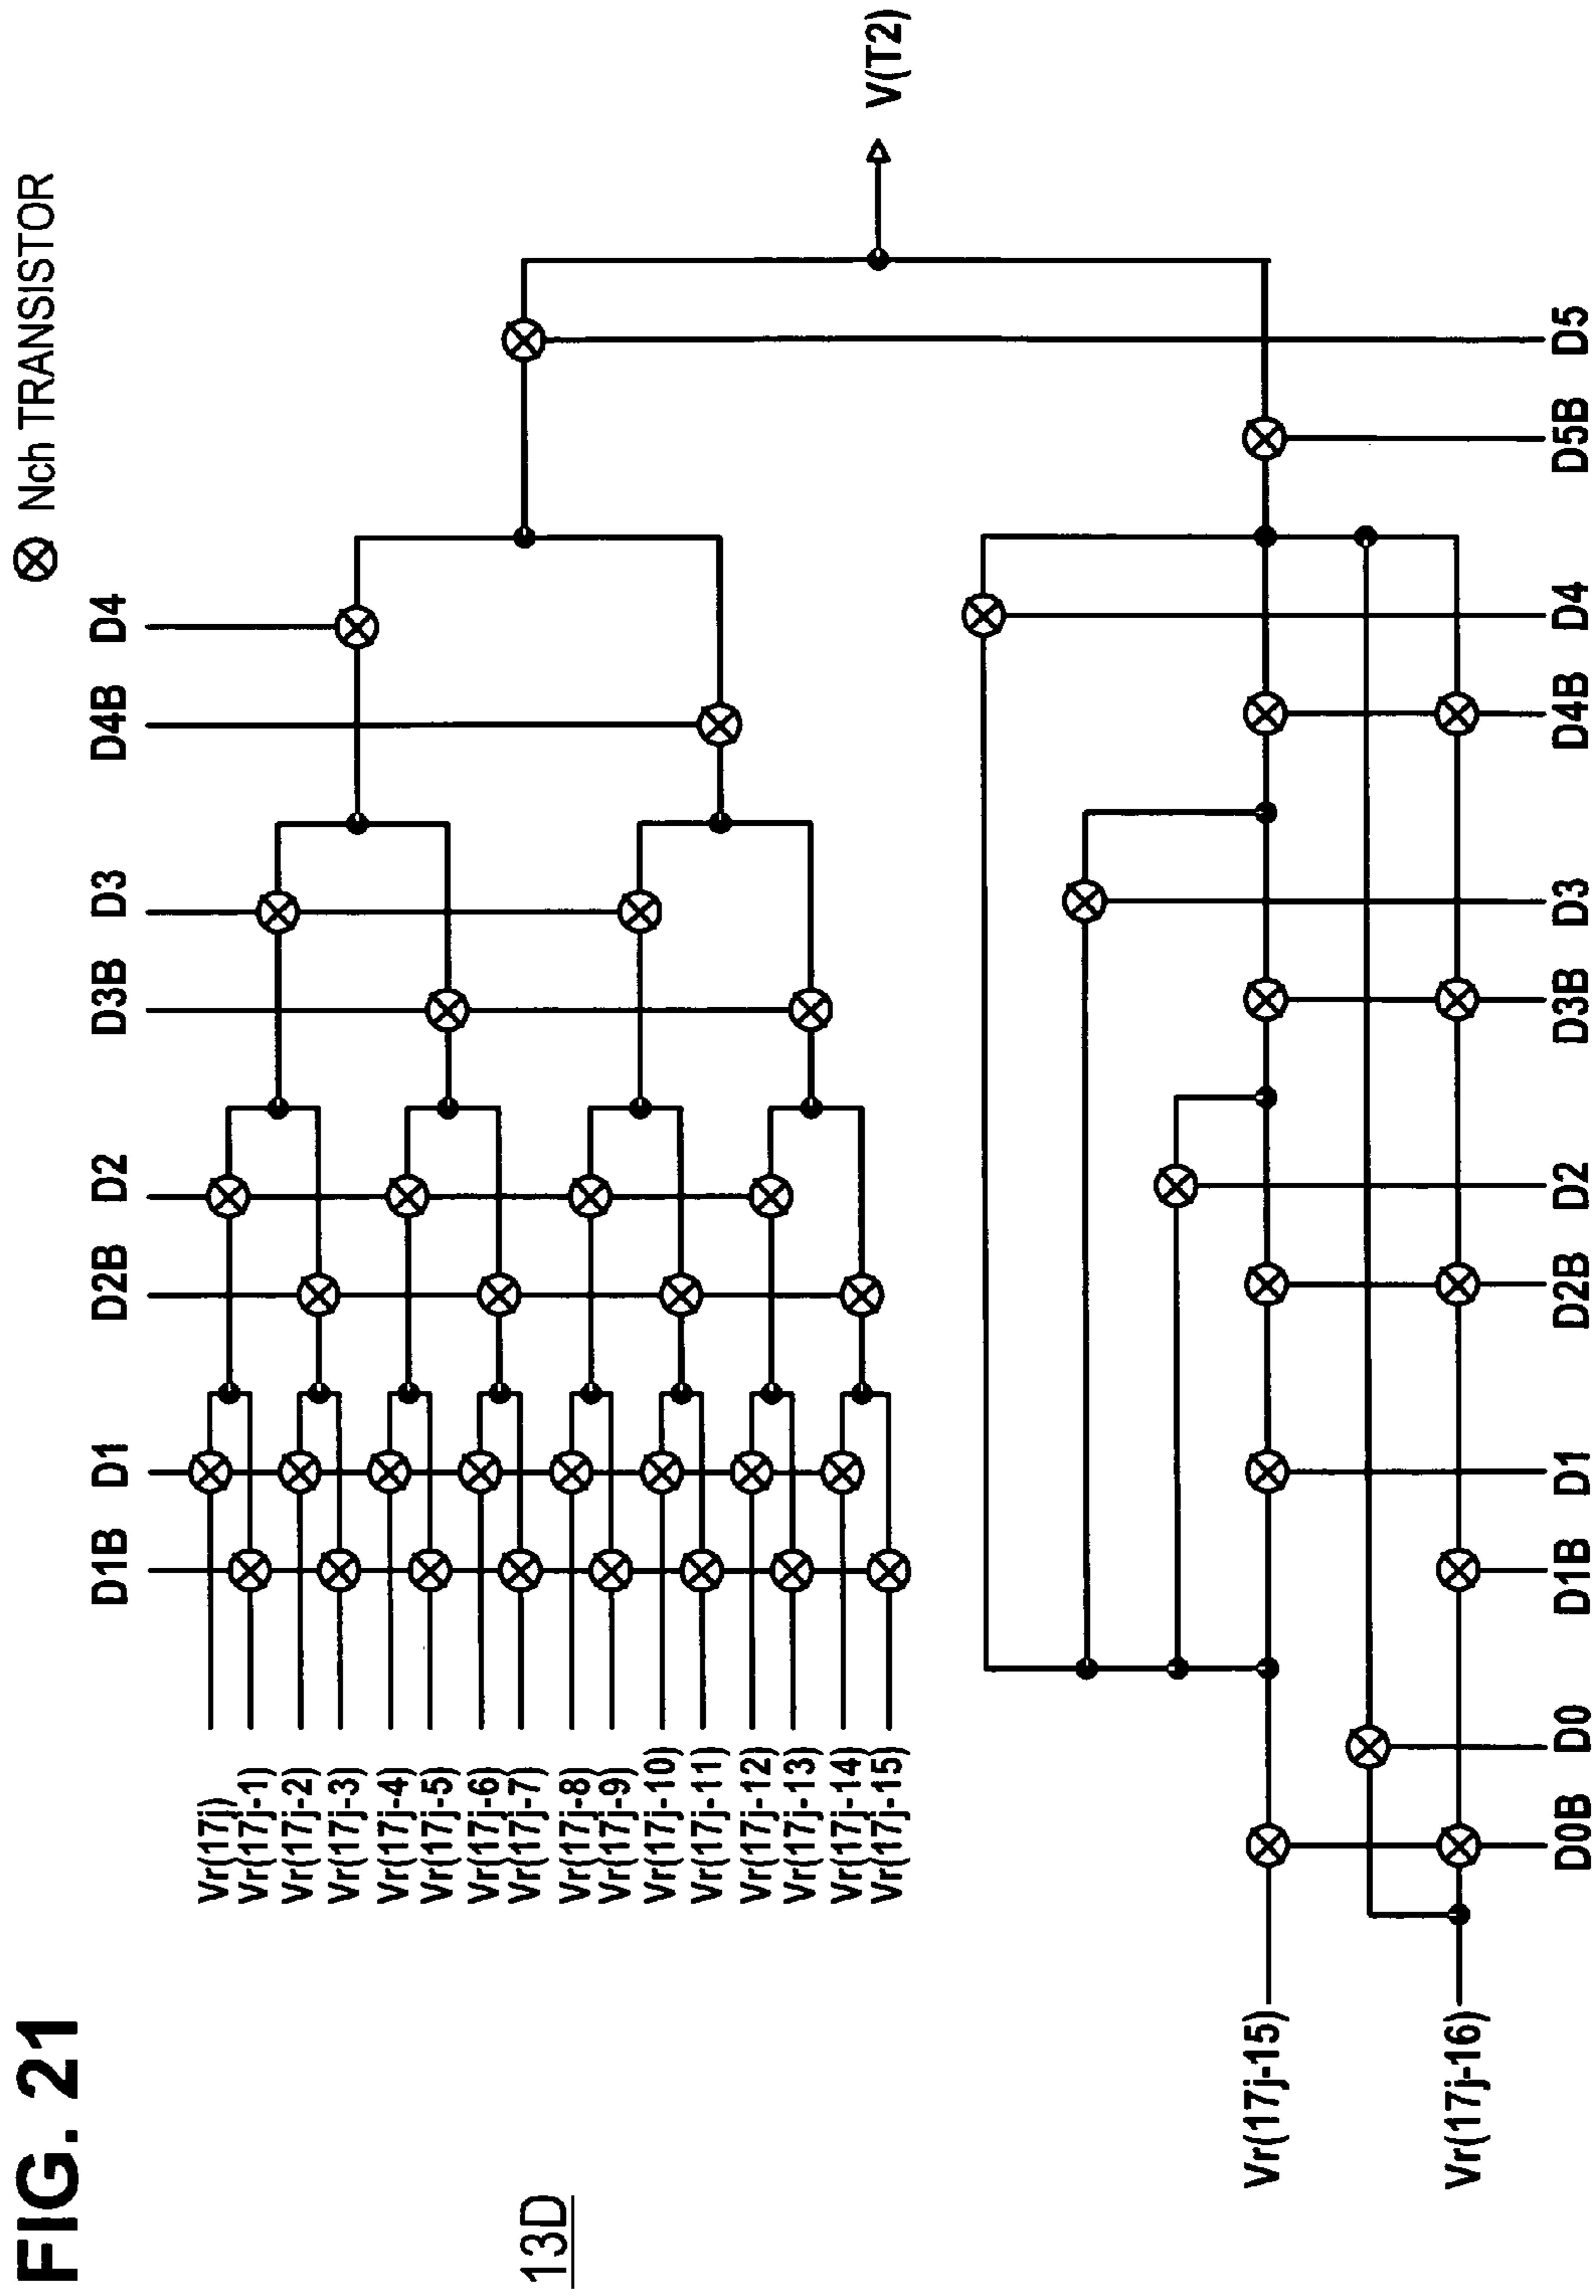 FIG. 21
13D
⊗ Nch TRANSISTOR
D1B D1 D2B D2 D3B D3 D4B D4
Vr(17j)
Vr(17j-1)
Vr(17j-2)
Vr(17j-3)
Vr(17j-4)
Vr(17j-5)
Vr(17j-6)
Vr(17j-7)
Vr(17j-8)
Vr(17j-9)
Vr(17j-10)
Vr(17j-11)
Vr(17j-12)
Vr(17j-13)
Vr(17j-14)
Vr(17j-15)
V(T2)
Vr(17j-15)
Vr(17j-16)
D0B D0 D1B D1 D2B D2 D3B D3 D4B D4 D5B D5